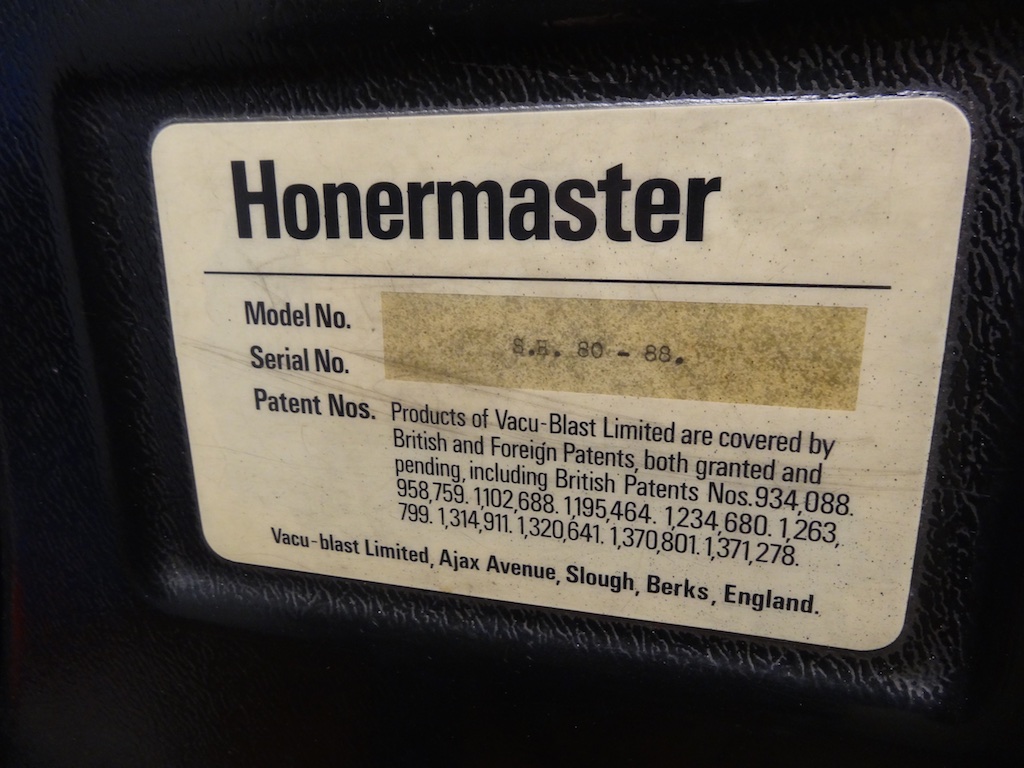 Honermaster
Model No.
Serial No.
80 - 88.
Patent Nos. Products of Vacu-Blast Limited are covered by
British and Foreign Patents, both granted and
pending, including British Patents Nos.934,088.
958,759. 1102,688. 1,195,464. 1,234,680. 1,263,
799. 1,314,911. 1,320,641. 1,370,801. 1,371,278.
Vacu-blast Limited, Ajax Avenue, Slough, Berks, England.